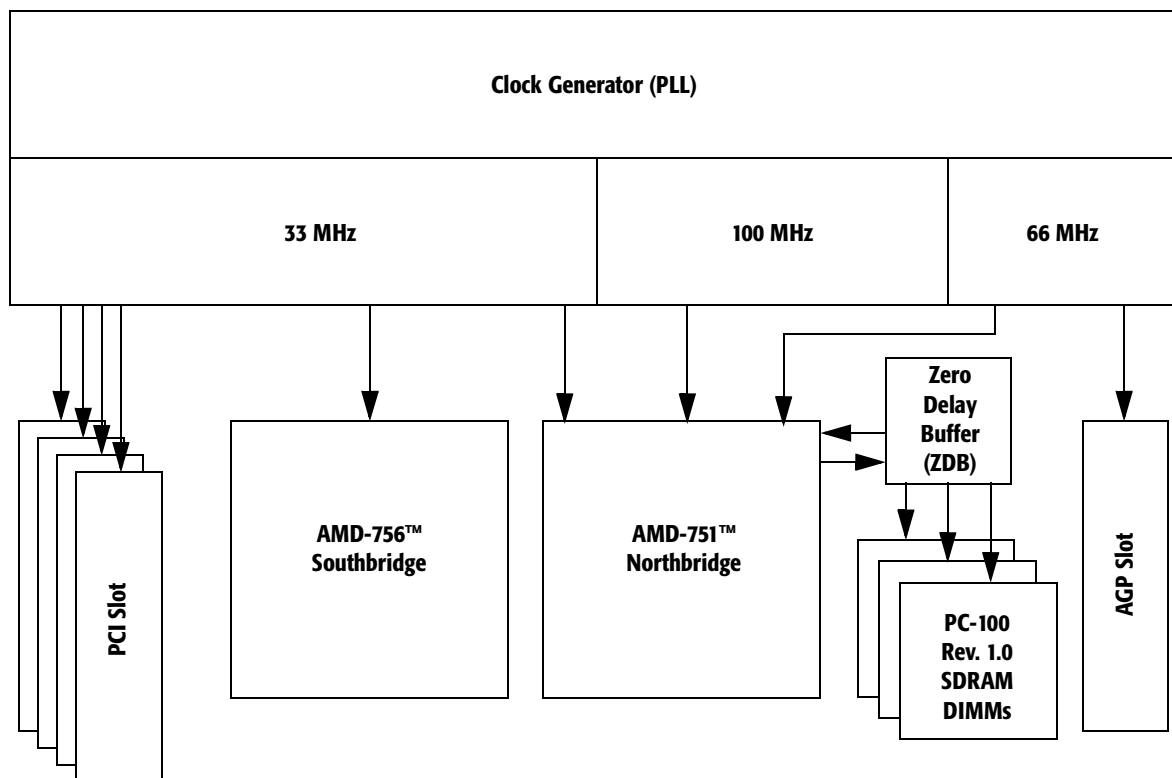 Clock Generator (PLL)
33 MHz
100 MHz
66 MHz
Zero
Delay
Buffer
(ZDB)
PCI Slot
AMD-756™
Southbridge
AMD-751™
Northbridge
PC-100
Rev. 1.0
SDRAM
DIMMs
AGP Slot